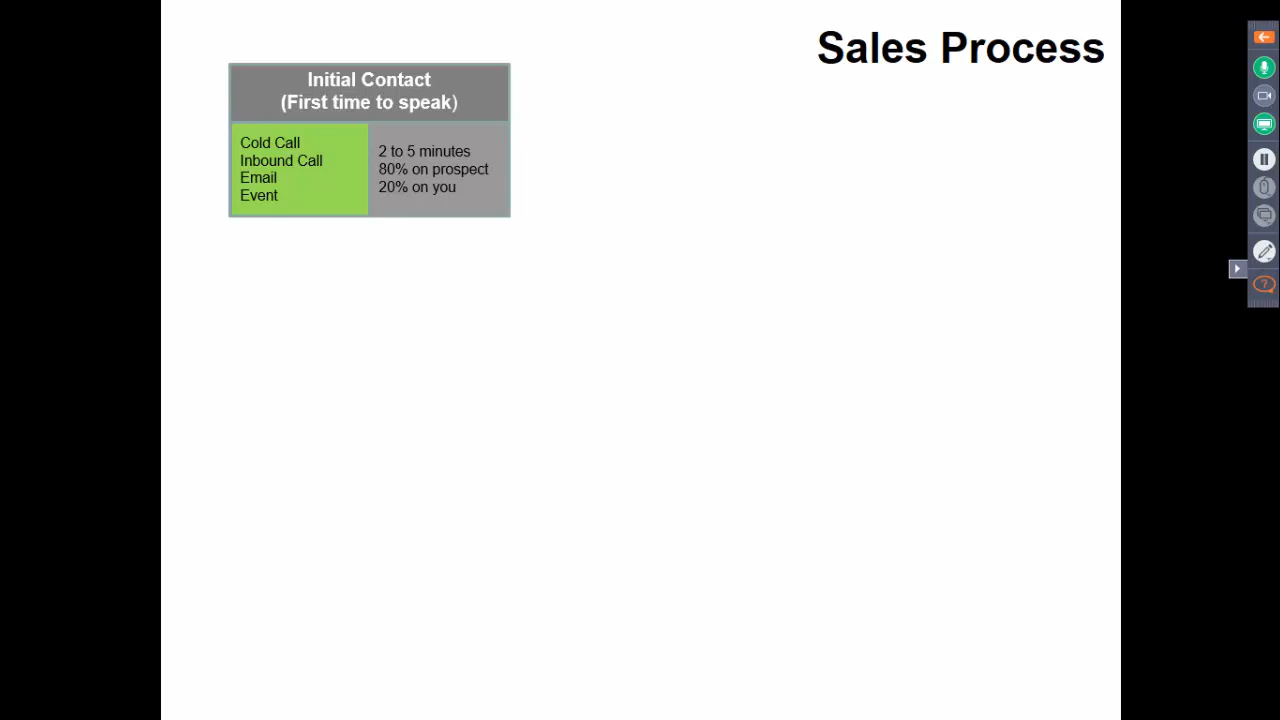 Sales Process
Initial Contact
(First time to speak)
Cold Call
Inbound Call
Email
Event
2 to 5 minutes
80% on prospect
20% on you
?